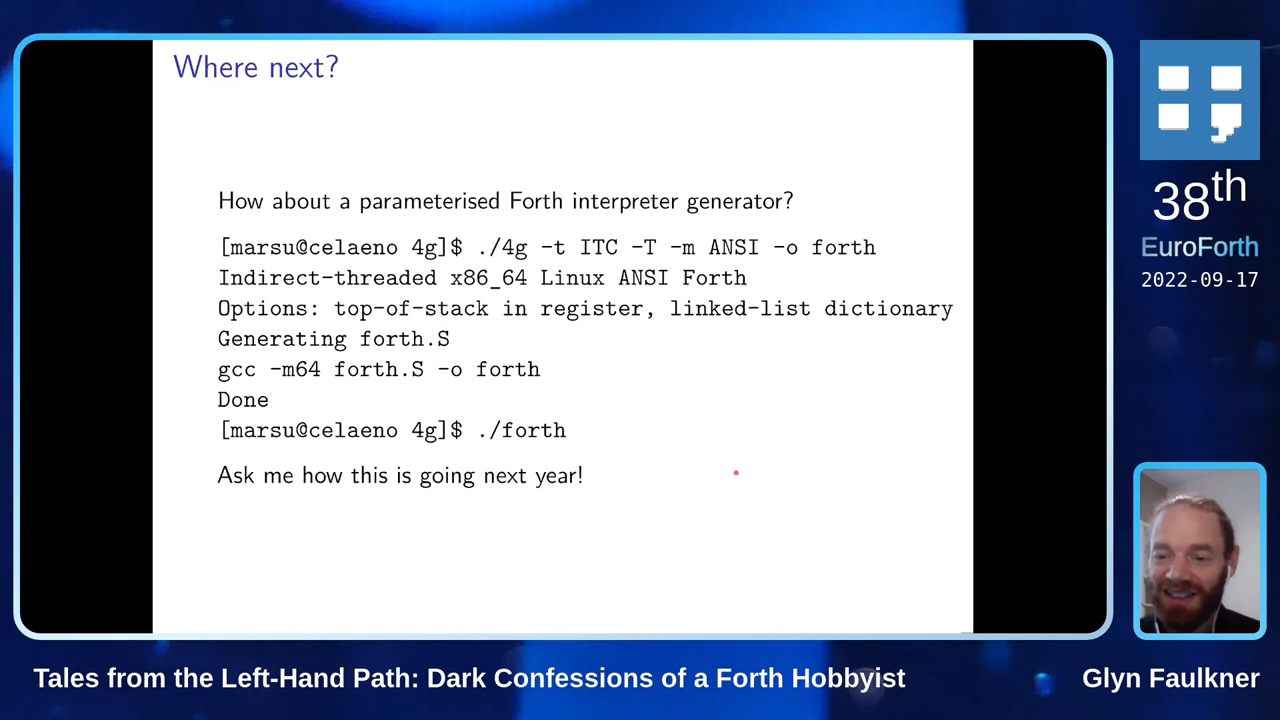 Where next?
How about a parameterised Forth interpreter generator?
[marsu@celaeno 4g]$ ./4g -t ITC -T -m ANSI -o forth
Indirect-threaded x86_64 Linux ANSI Forth
Options: top-of-stack in register, linked-list dictionary
Generating forth.S
gcc -m64 forth.S -o forth
Done
[marsu@celaeno 4g]$ ./forth
Ask me how this is going next year!
38th
EuroForth
2022-09-17
Tales from the Left-Hand Path: Dark Confessions of a Forth Hobbyist
Glyn Faulkner